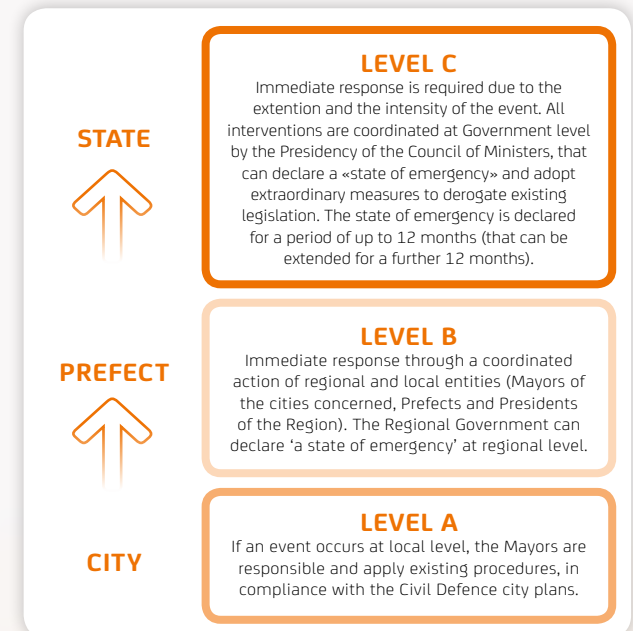 STATE
LEVEL C
Immediate response is required due to the
extention and the intensity of the event. All
interventions are coordinated at Government level
by the Presidency of the Council of Ministers, that
can declare a «state of emergency» and adopt
extraordinary measures to derogate existing
legislation. The state of emergency is declared
for a period of up to 12 months (that can be
extended for a further 12 months).
PREFECT
LEVEL B
Immediate response through a coordinated
action of regional and local entities (Mayors of
the cities concerned, Prefects and Presidents
of the Region). The Regional Government can
declare ‘a state of emergency’ at regional level.
CITY
LEVEL A
If an event occurs at local level, the Mayors are
responsible and apply existing procedures, in
compliance with the Civil Defence city plans.